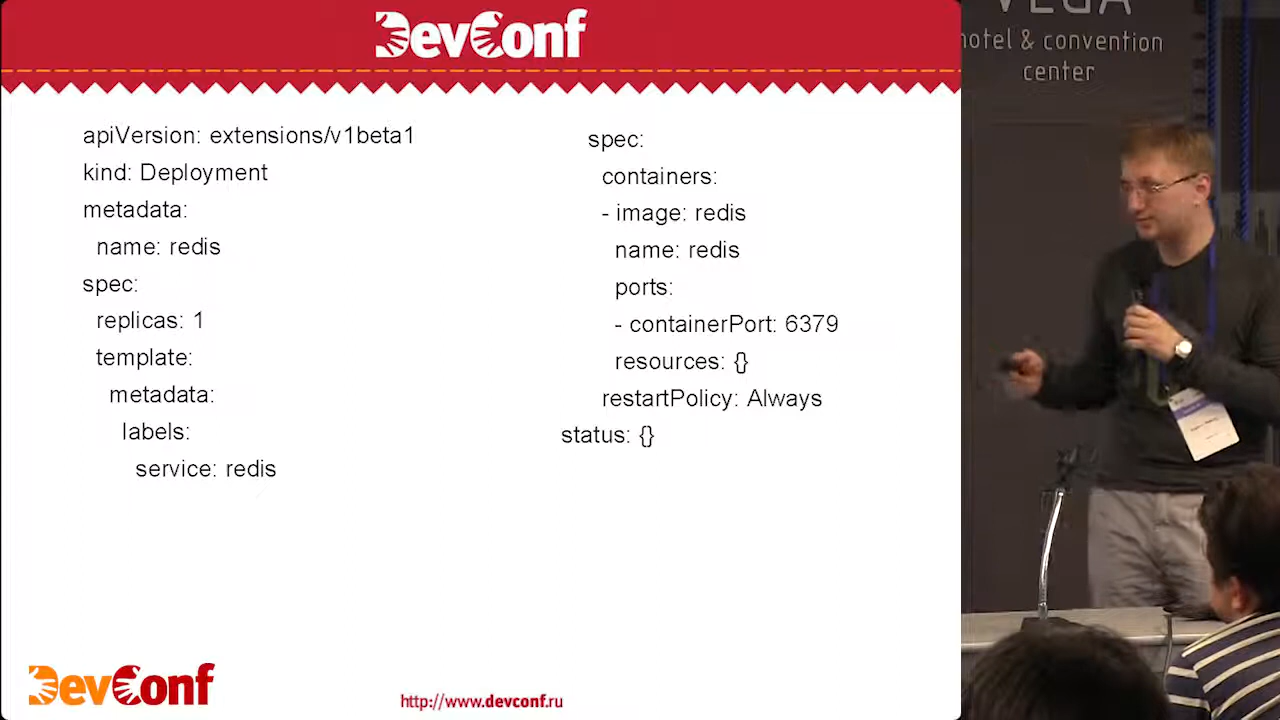 DevConf
apiVersion: extensions/v1beta1
kind: Deployment
metadata:
  name: redis
spec:
  replicas: 1
  template:
    metadata:
      labels:
        service: redis
spec:
  containers:
  - image: redis
    name: redis
    ports:
    - containerPort: 6379
    resources: {}
  restartPolicy: Always
status: {}
DevConf
http://www.devconf.ru
VEGA
hotel & convention
center